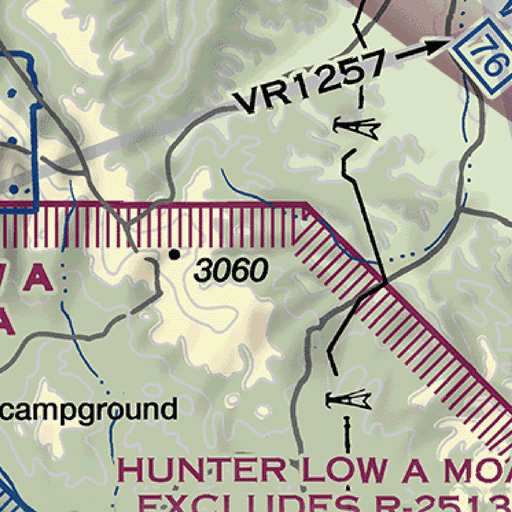 VR1257
76
A
A
3060
campground
HUNTER LOW A MOA
EXCLUDES R-2513